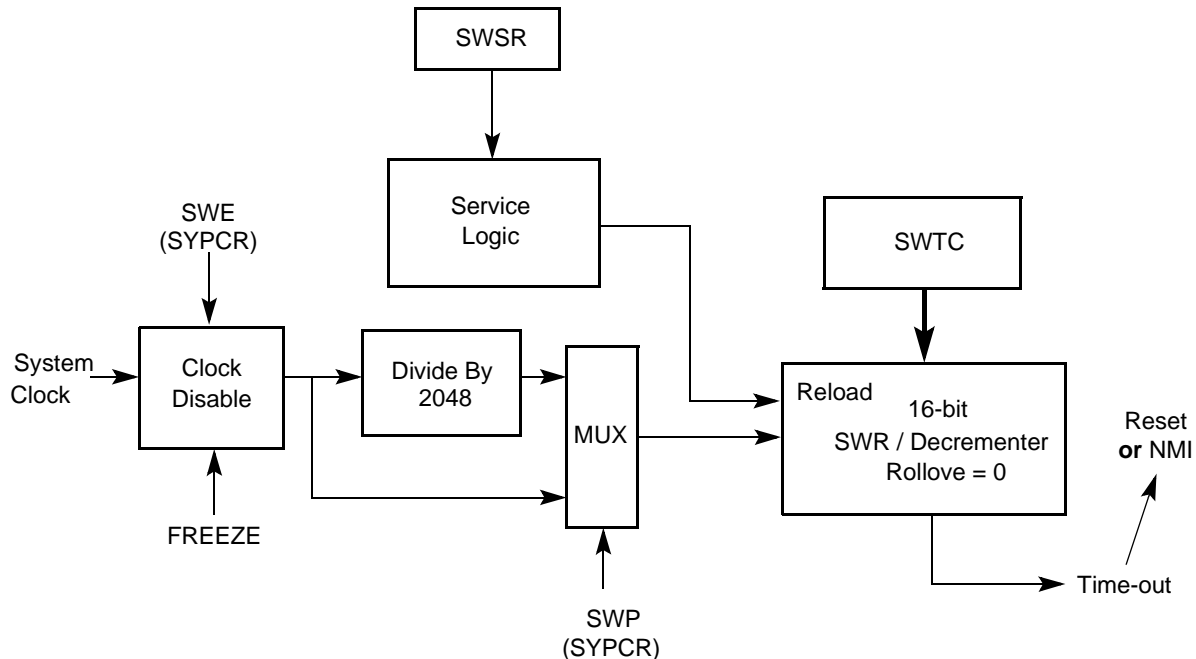 SWSR
Service
Logic
SWE
(SYPCR)
SWTC
System
Clock
Clock
Disable
Divide By
2048
MUX
Reload
16-bit
SWR / Decrementer
Rollove = 0
Reset
or NMI
FREEZE
Time-out
SWP
(SYPCR)